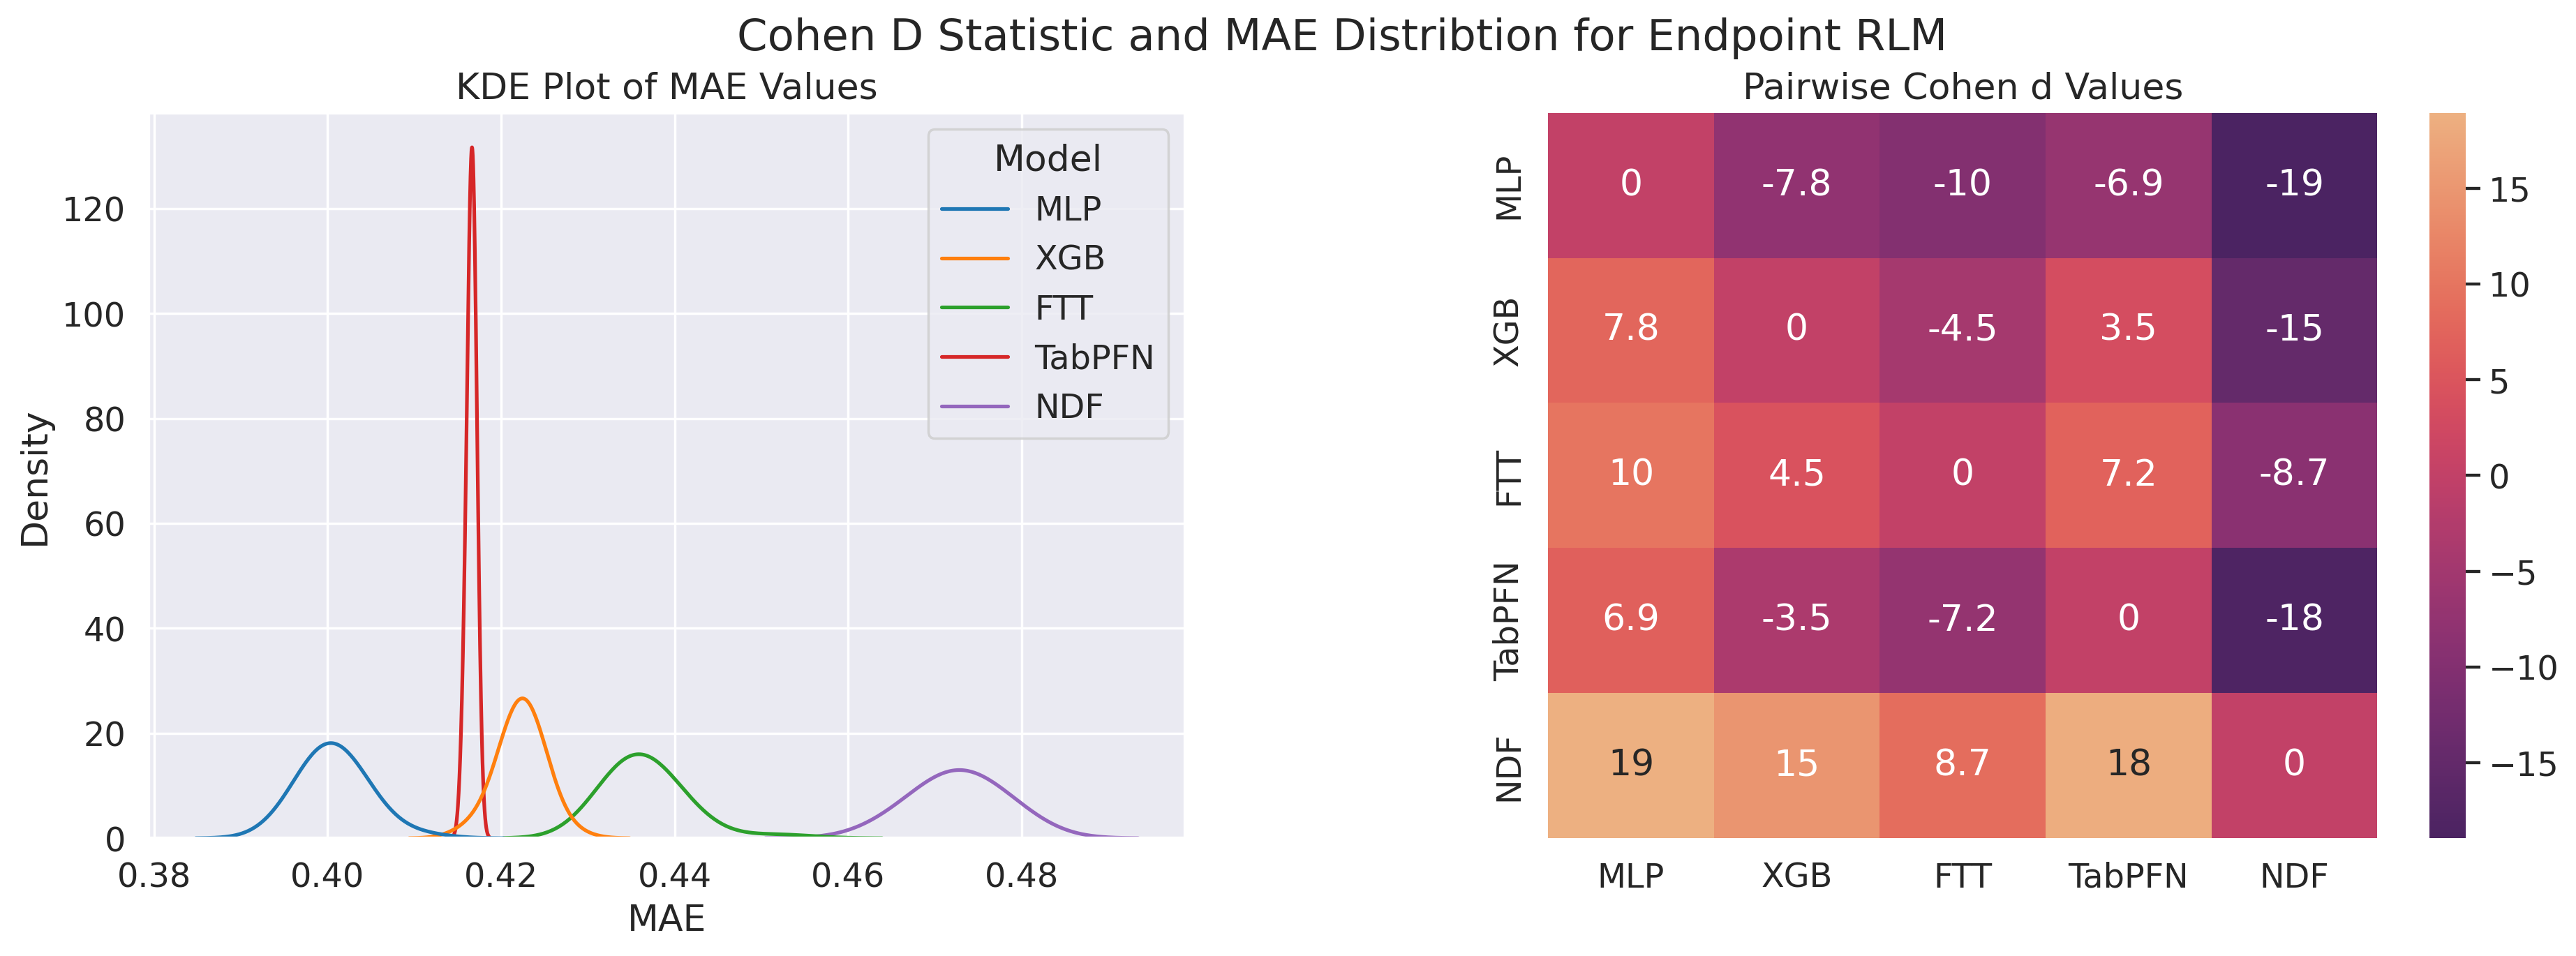 Cohen D Statistic and MAE Distribtion for Endpoint RLM
KDE Plot of MAE Values
Density
120
100
80
60
40
20
0
0.38 0.40 0.42 0.44 0.46 0.48
MAE
Model
MLP
XGB
FTT
TabPFN
NDF
Pairwise Cohen d Values
MLP 0 -7.8 -10 -6.9 -19
XGB 7.8 0 -4.5 3.5 -15
FTT 10 4.5 0 7.2 -8.7
TabPFN 6.9 -3.5 -7.2 0 -18
NDF 19 15 8.7 18 0
MLP XGB FTT TabPFN NDF
15
10
5
0
−5
−10
−15